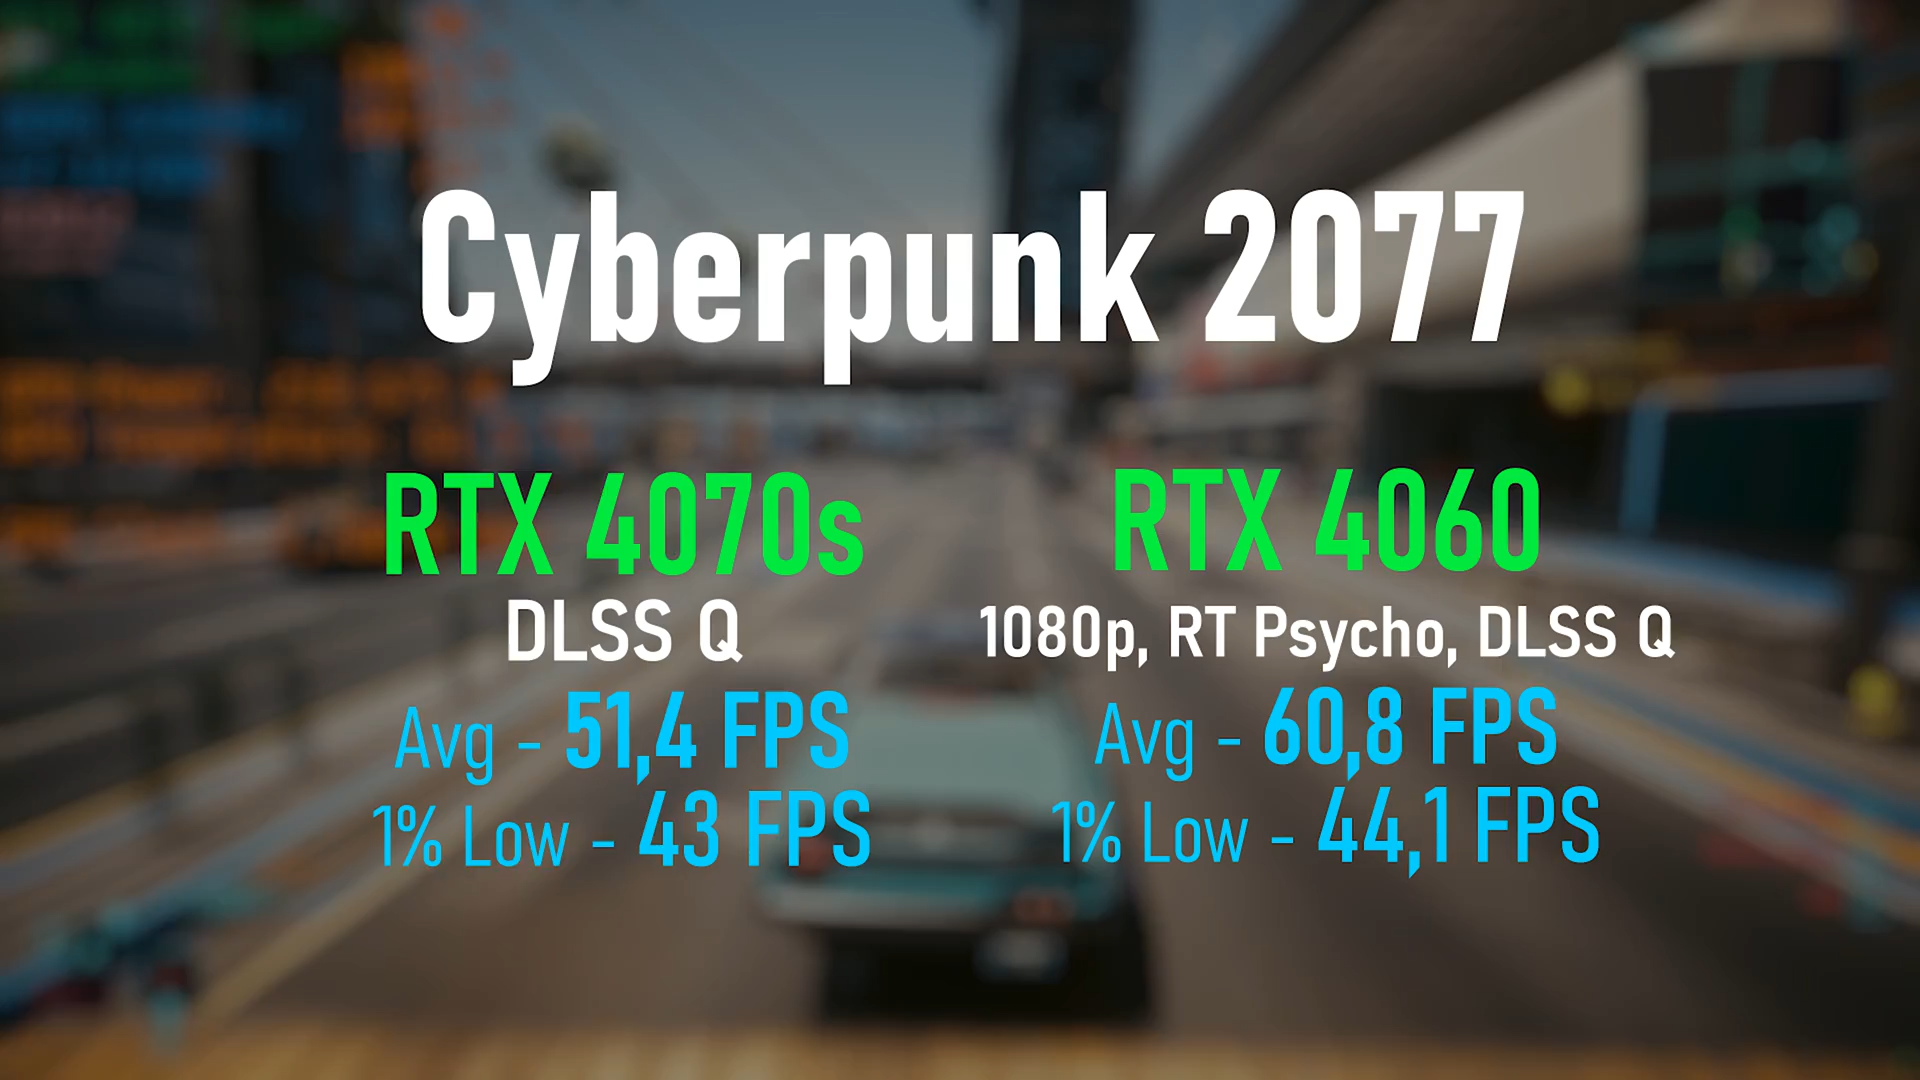 Cyberpunk 2077
RTX 4070s
DLSS Q
Avg - 51,4 FPS
1% Low - 43 FPS
RTX 4060
1080p, RT Psycho, DLSS Q
Avg - 60,8 FPS
1% Low - 44,1 FPS